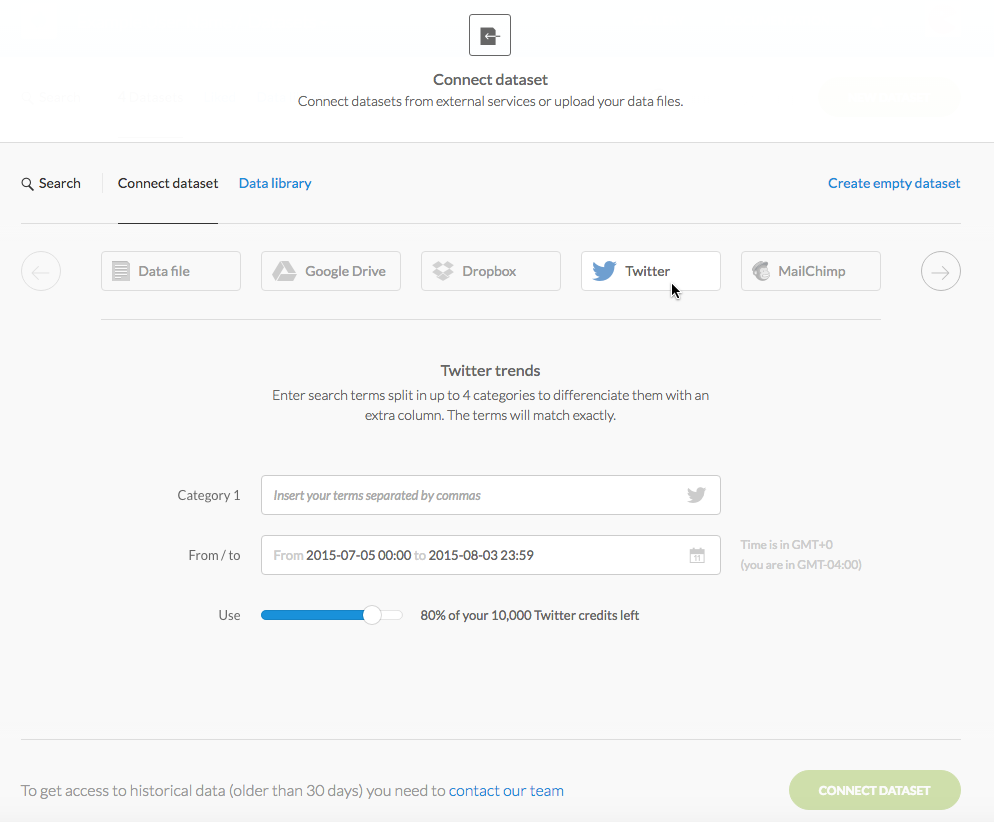 Connect dataset
Connect datasets from external services or upload your data files.
Search
Connect dataset
Data library
Create empty dataset
Data file
Google Drive
Dropbox
Twitter
MailChimp
Twitter trends
Enter search terms split in up to 4 categories to differenciate them with an
extra column. The terms will match exactly.
Category 1
Insert your terms separated by commas
From / to
From 2015-07-05 00:00 to 2015-08-03 23:59
11
Time is in GMT+0
(you are in GMT-04:00)
Use
80% of your 10,000 Twitter credits left
To get access to historical data (older than 30 days) you need to contact our team
CONNECT DATASET